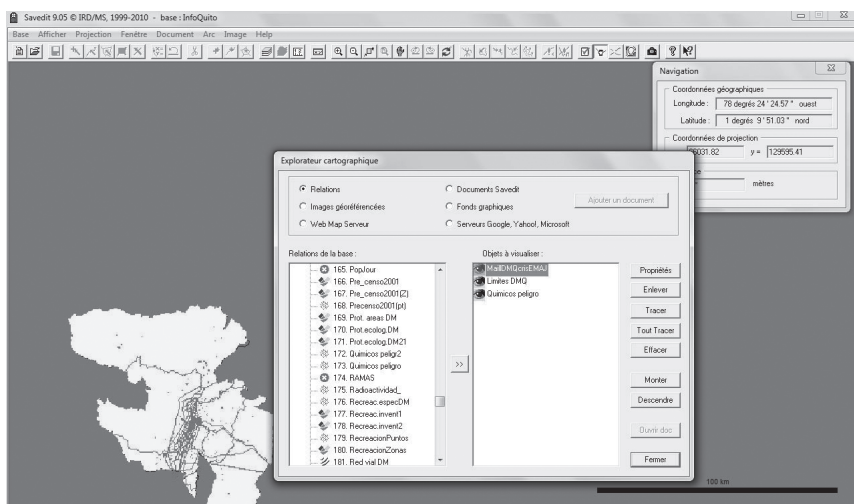 Savedit 9.05 © IRD/MS, 1999-2010 - base : InfoQuito
Base Afficher Projection Fenêtre Document Arc Image Help
Navigation
Coordonnées géographiques
Longitude : 78 degrés 24 ' 24.57 '' ouest
Latitude : 1 degrés 9 ' 51.03 '' nord
Coordonnées de projection
6031.82 y = 129595.41
mètres
Explorateur cartographique
Relations
Documents Savedit
Images géoréférencées
Fonds graphiques
Ajouter un document
Web Map Serveur
Serveurs Google, Yahoo!, Microsoft
Relations de la base :
165. PopJour
166. Pre_censo2001
167. Pre_censo2001(Z)
168. Precenso2001(pt)
169. Prot. areas DM
170. Prot.ecolog.DM
171. Prot.ecolog.DM21
172. Quimicos peligr2
173. Quimicos peligro
174. RAMAS
175. Radioactividad_
176. Recreac.especDM
177. Recreac.invent1
178. Recreac.invent2
179. RecreacionPuntos
180. RecreacionZonas
181. Red vial DM
>>
Objets à visualiser :
MaillDMQcrisEMAJ
Limites DMQ
Quimicos peligro
Propriétés
Enlever
Tracer
Tout Tracer
Effacer
Monter
Descendre
Ouvrir doc
Fermer
100 km